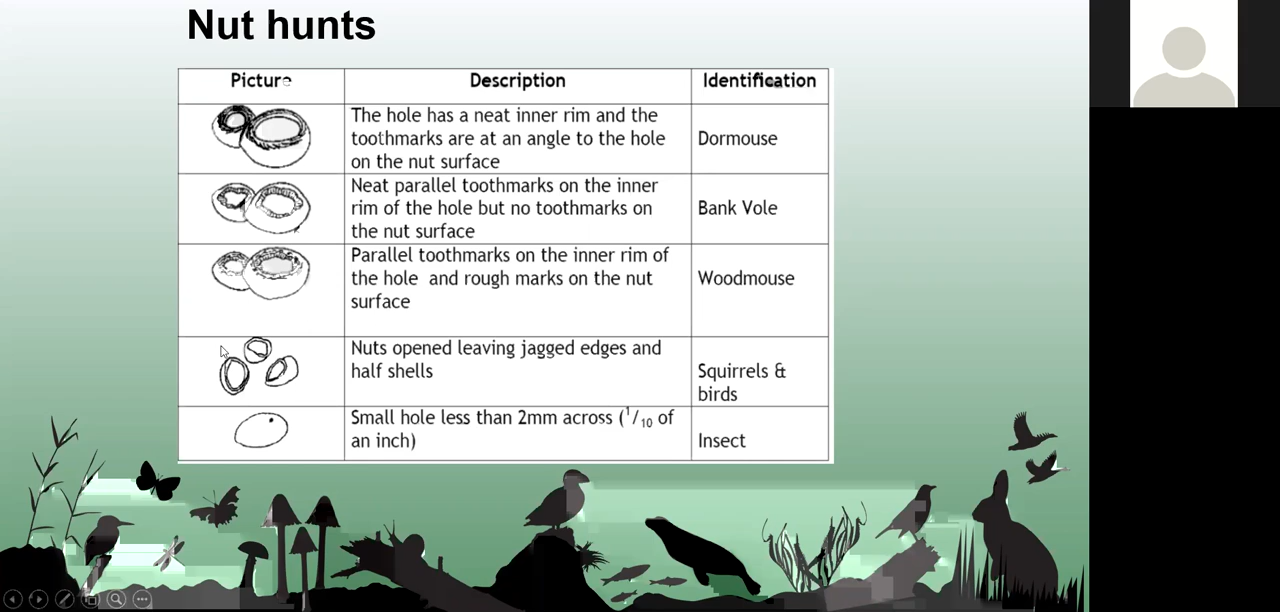 Nut hunts
Picture Description Identification
The hole has a neat inner rim and the
toothmarks are at an angle to the hole
on the nut surface
Dormouse
Neat parallel toothmarks on the inner
rim of the hole but no toothmarks on
the nut surface
Bank Vole
Parallel toothmarks on the inner rim of
the hole and rough marks on the nut
surface
Woodmouse
Nuts opened leaving jagged edges and
half shells
Squirrels &
birds
Small hole less than 2mm across (1/10 of
an inch)
Insect